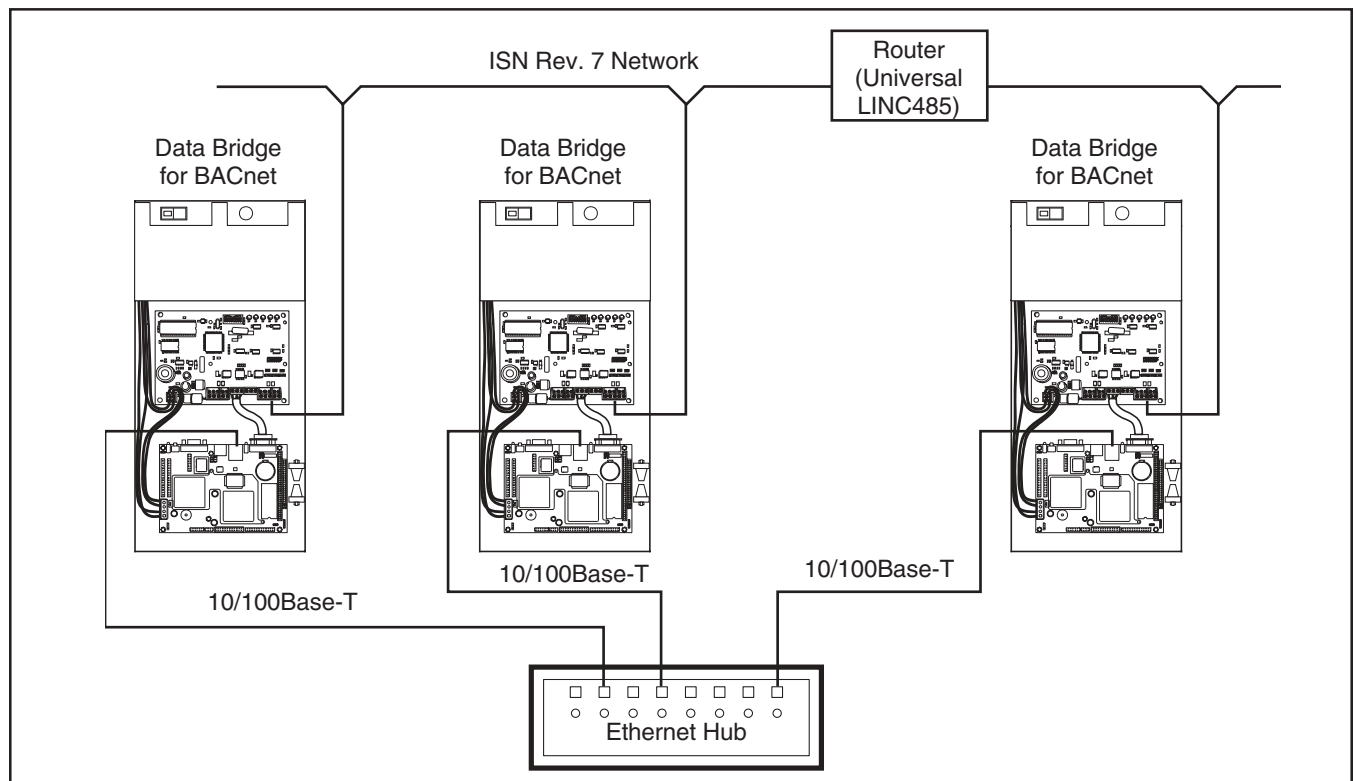 ISN Rev. 7 Network
Router
(Universal
LINC485)
Data Bridge
for BACnet
Data Bridge
for BACnet
Data Bridge
for BACnet
10/100Base-T
10/100Base-T
10/100Base-T
Ethernet Hub